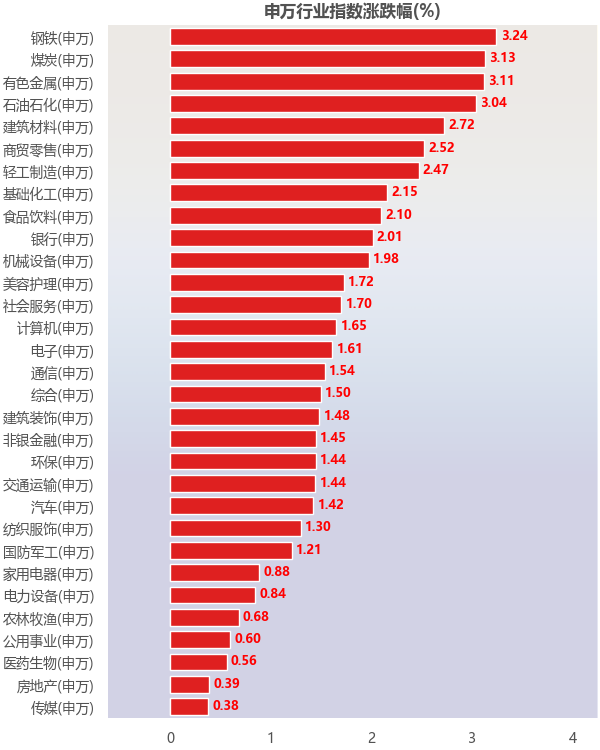 申万行业指数涨跌幅(%)
钢铁(申万) 3.24
煤炭(申万) 3.13
有色金属(申万) 3.11
石油石化(申万) 3.04
建筑材料(申万) 2.72
商贸零售(申万) 2.52
轻工制造(申万) 2.47
基础化工(申万) 2.15
食品饮料(申万) 2.10
银行(申万) 2.01
机械设备(申万) 1.98
美容护理(申万) 1.72
社会服务(申万) 1.70
计算机(申万) 1.65
电子(申万) 1.61
通信(申万) 1.54
综合(申万) 1.50
建筑装饰(申万) 1.48
非银金融(申万) 1.45
环保(申万) 1.44
交通运输(申万) 1.44
汽车(申万) 1.42
纺织服饰(申万) 1.30
国防军工(申万) 1.21
家用电器(申万) 0.88
电力设备(申万) 0.84
农林牧渔(申万) 0.68
公用事业(申万) 0.60
医药生物(申万) 0.56
房地产(申万) 0.39
传媒(申万) 0.38
0 1 2 3 4